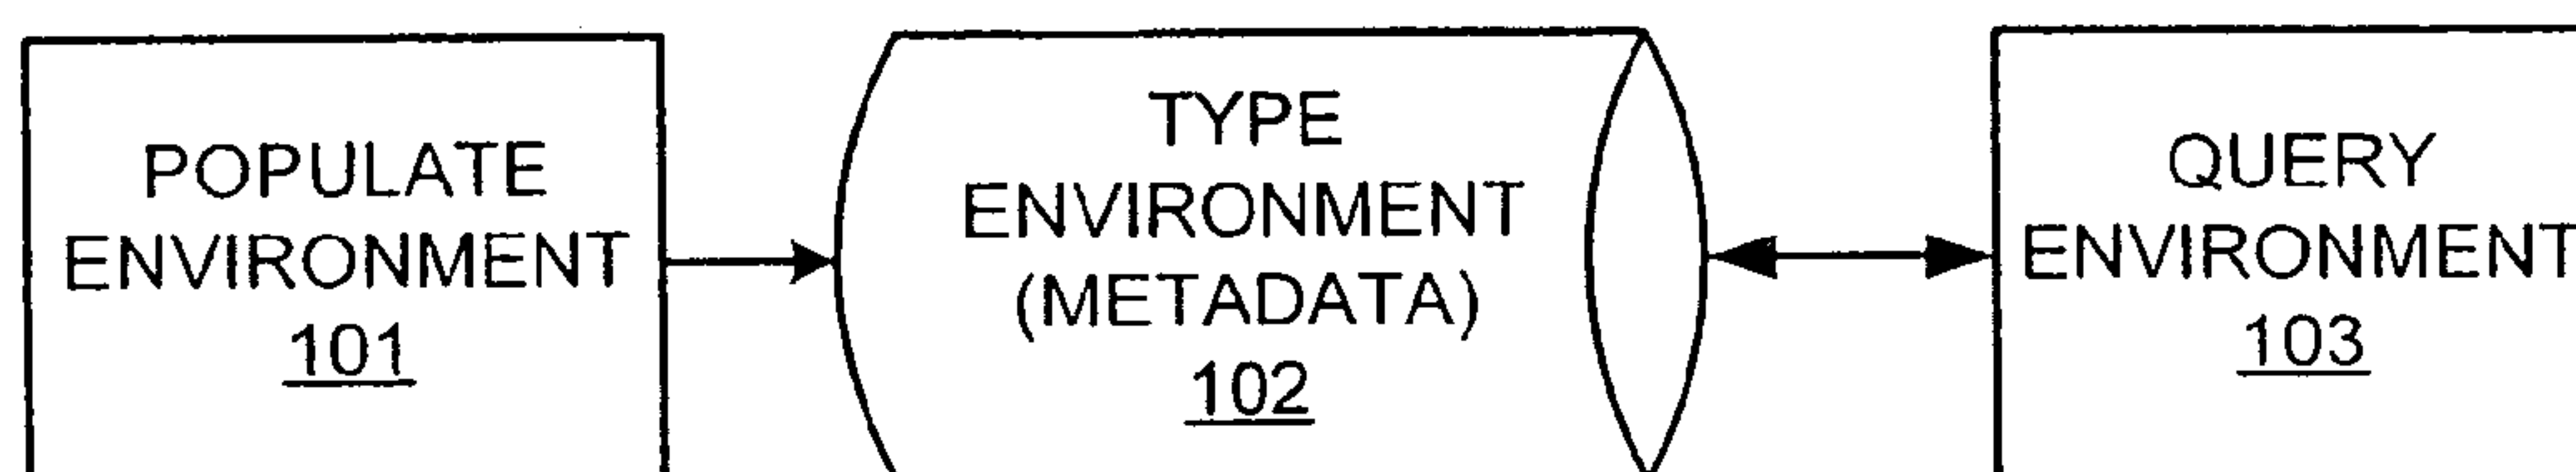 POPULATE
ENVIRONMENT
101
TYPE
ENVIRONMENT
(METADATA)
102
QUERY
ENVIRONMENT
103